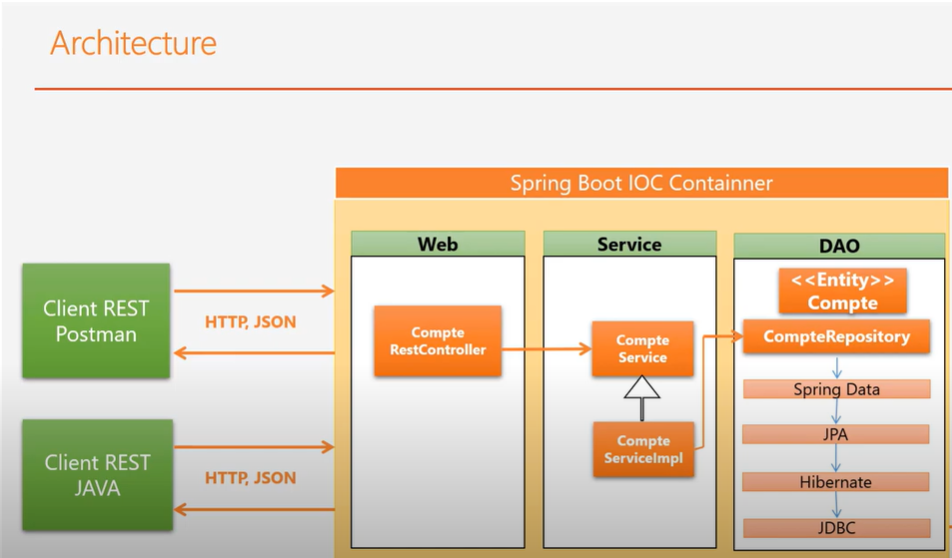 Architecture
Spring Boot IOC Containner
Web
Service
DAO
Client REST
Postman
HTTP, JSON
Client REST
JAVA
HTTP, JSON
Compte
RestController
Compte
Service
Compte
ServiceImpl
<<Entity>>
Compte
CompteRepository
Spring Data
JPA
Hibernate
JDBC